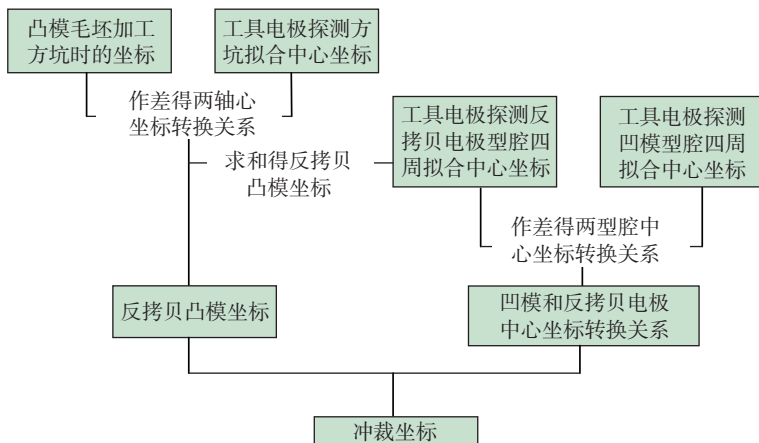 凸模毛坯加工
方坑时的坐标
工具电极探测方
坑拟合中心坐标
作差得两轴心
坐标转换关系
工具电极探测反
拷贝电极型腔四
周拟合中心坐标
工具电极探测
凹模型腔四周
拟合中心坐标
求和得反拷贝
凸模坐标
作差得两型腔中
心坐标转换关系
反拷贝凸模坐标
凹模和反拷贝电极
中心坐标转换关系
冲裁坐标